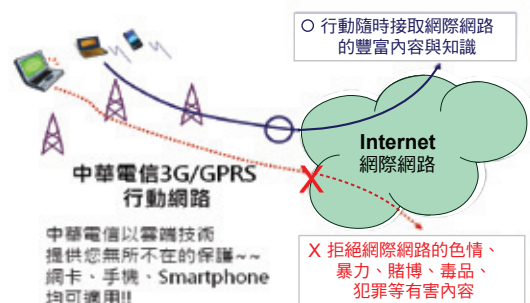 ○ 行動隨時接取網際網路
的豐富內容與知識
Internet
網際網路
中華電信3G/GPRS
行動網路
中華電信以雲端技術
提供您無所不在的保護~~
網卡、手機、Smartphone
均可適用!!
X
X 拒絕網際網路的色情、
暴力、賭博、毒品、
犯罪等有害內容